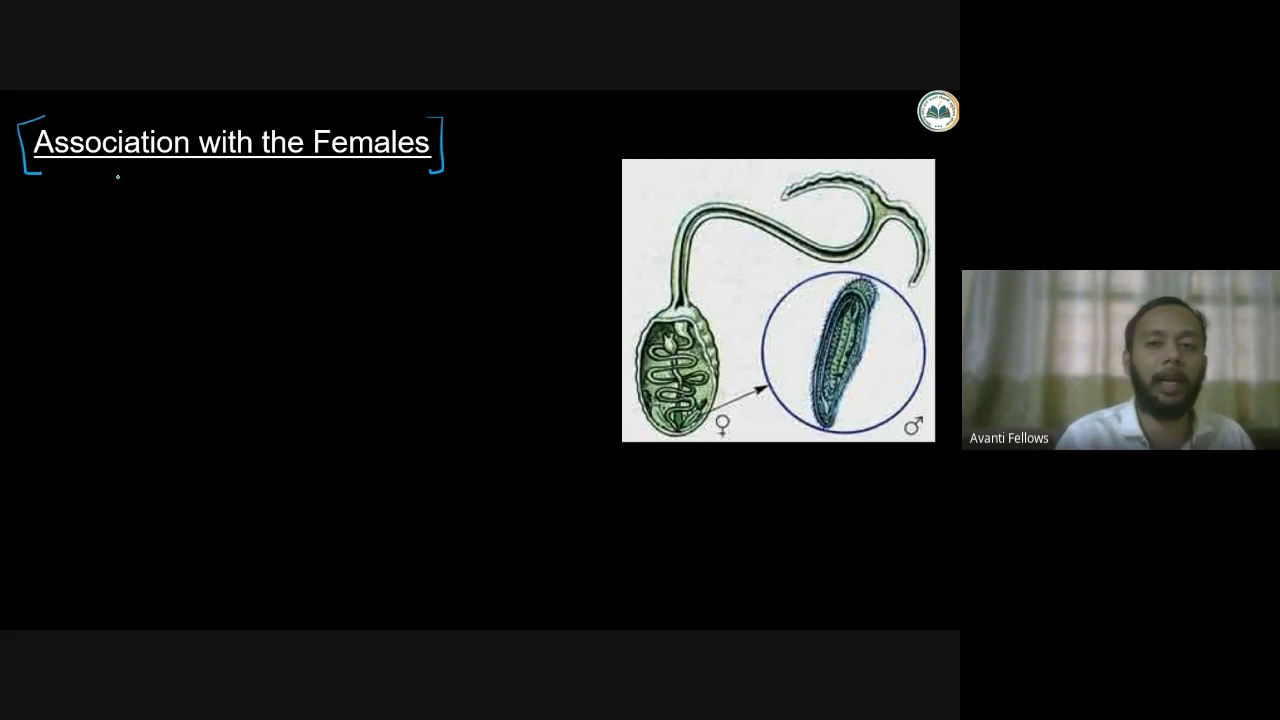 Association with the Females
♀
♂
Avanti Fellows